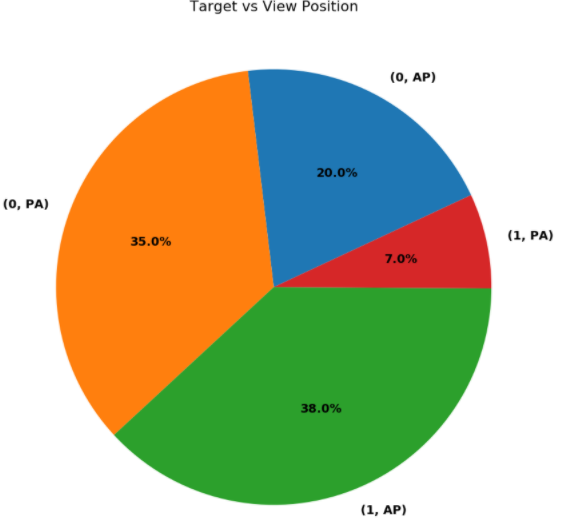 Target vs View Position
(0, AP)
20.0%
(0, PA)
(1, PA)
35.0%
7.0%
38.0%
(1, AP)